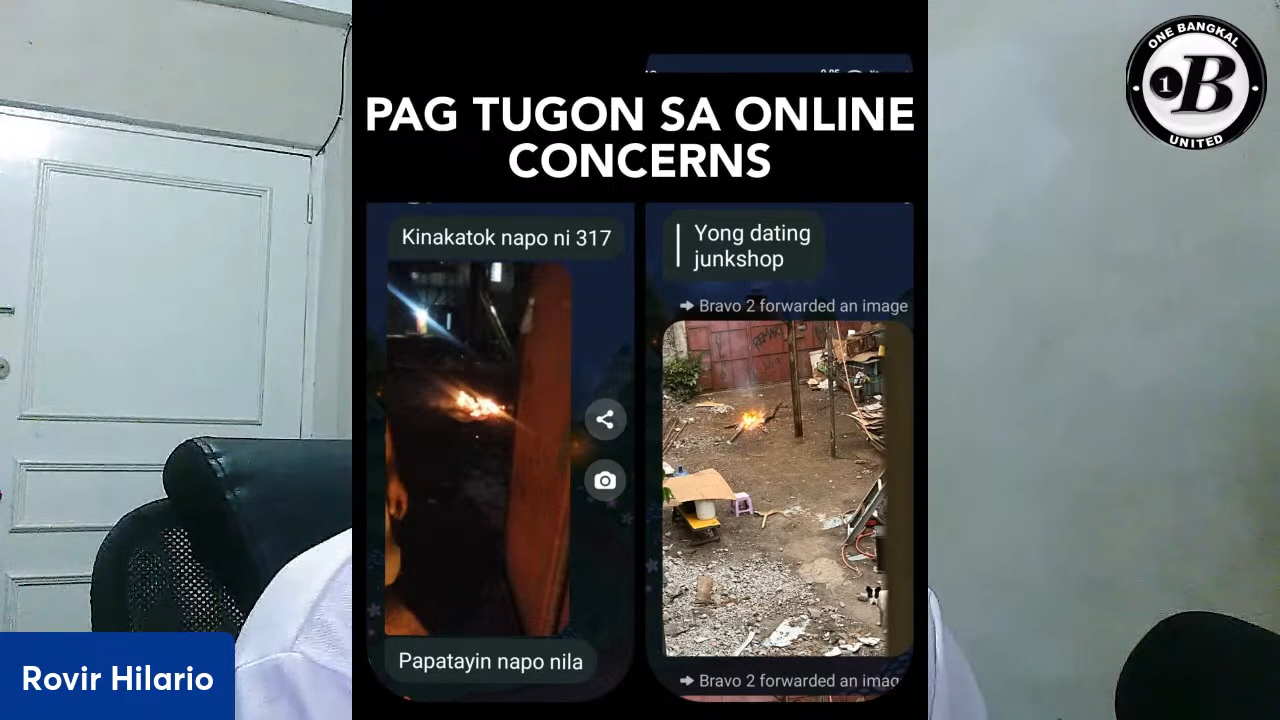 ONE BANGKAL
1B
UNITED
PAG TUGON SA ONLINE
CONCERNS
Kinakatok napo ni 317
Yong dating
junkshop
Bravo 2 forwarded an image
Papatayin napo nila
Bravo 2 forwarded an imag
Rovir Hilario